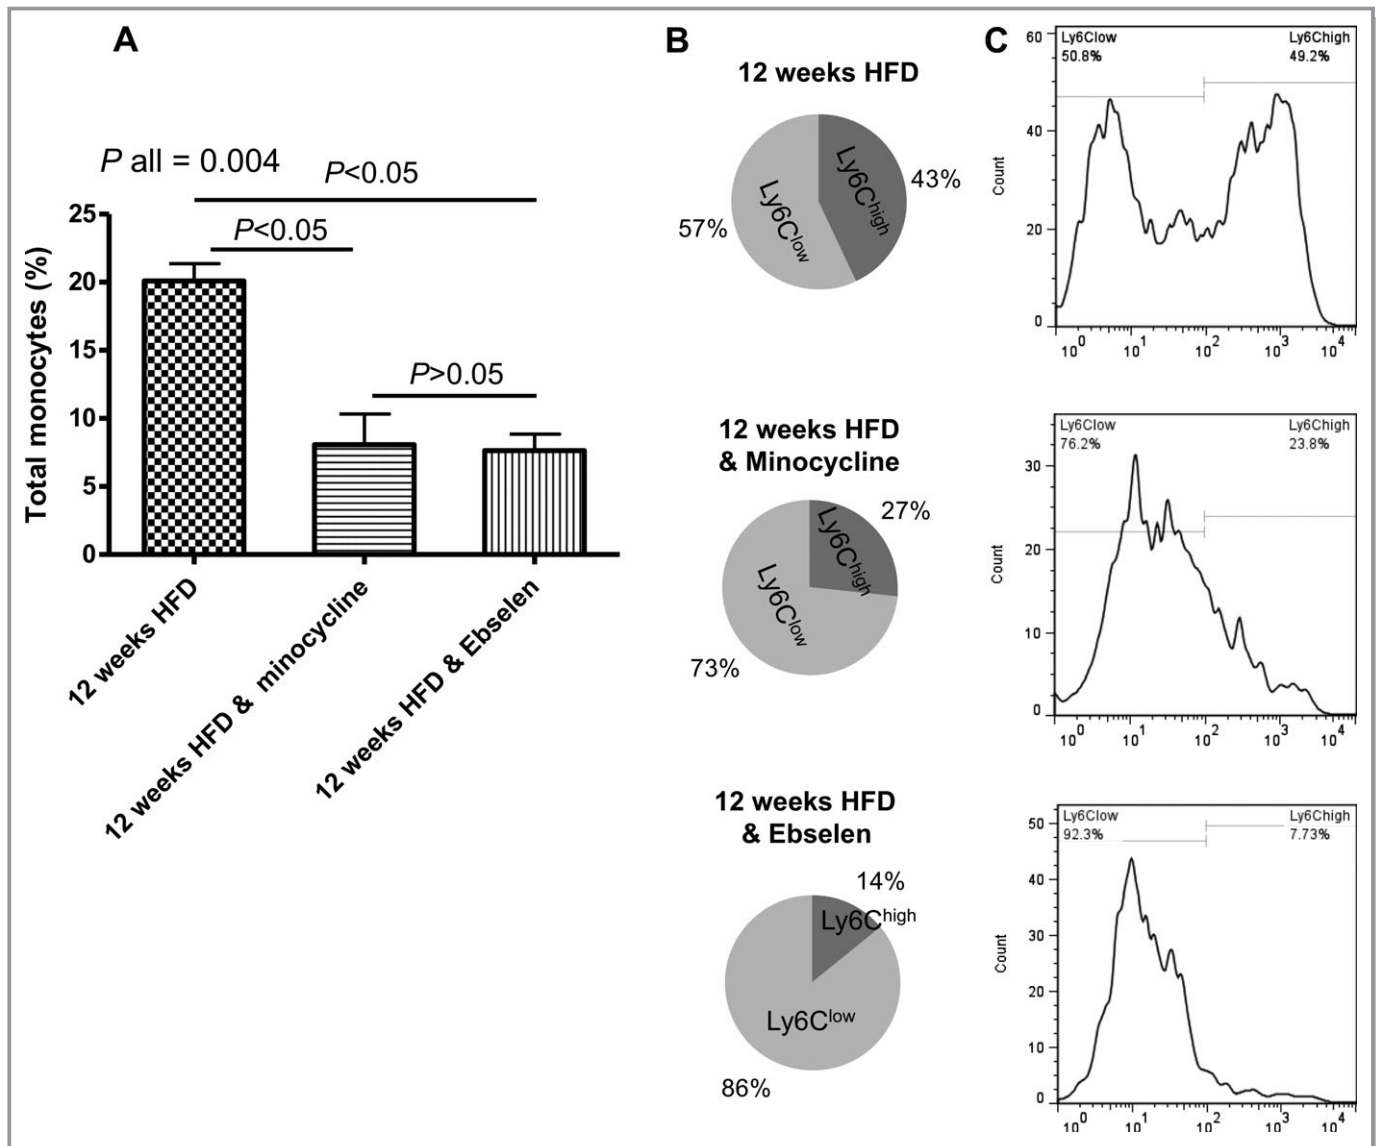 A
P all = 0.004
P<0.05
P<0.05
P>0.05
Total monocytes (%)
25
20
15
10
5
0
12 weeks HFD
12 weeks HFD & minocycline
12 weeks HFD & Ebselen
B
12 weeks HFD
Ly6Chigh
43%
Ly6Clow
57%
12 weeks HFD
& Minocycline
27%
Ly6Chigh
Ly6Clow
73%
12 weeks HFD
& Ebselen
14%
Ly6Chigh
Ly6Clow
86%
C
Ly6Clow
50.8%
Ly6Chigh
49.2%
Count
60
40
20
0
10^0 10^1 10^2 10^3 10^4
Ly6Clow
76.2%
Ly6Chigh
23.8%
Count
30
20
10
0
10^0 10^1 10^2 10^3 10^4
Ly6Clow
92.3%
Ly6Chigh
7.73%
Count
50
40
30
20
10
0
10^0 10^1 10^2 10^3 10^4